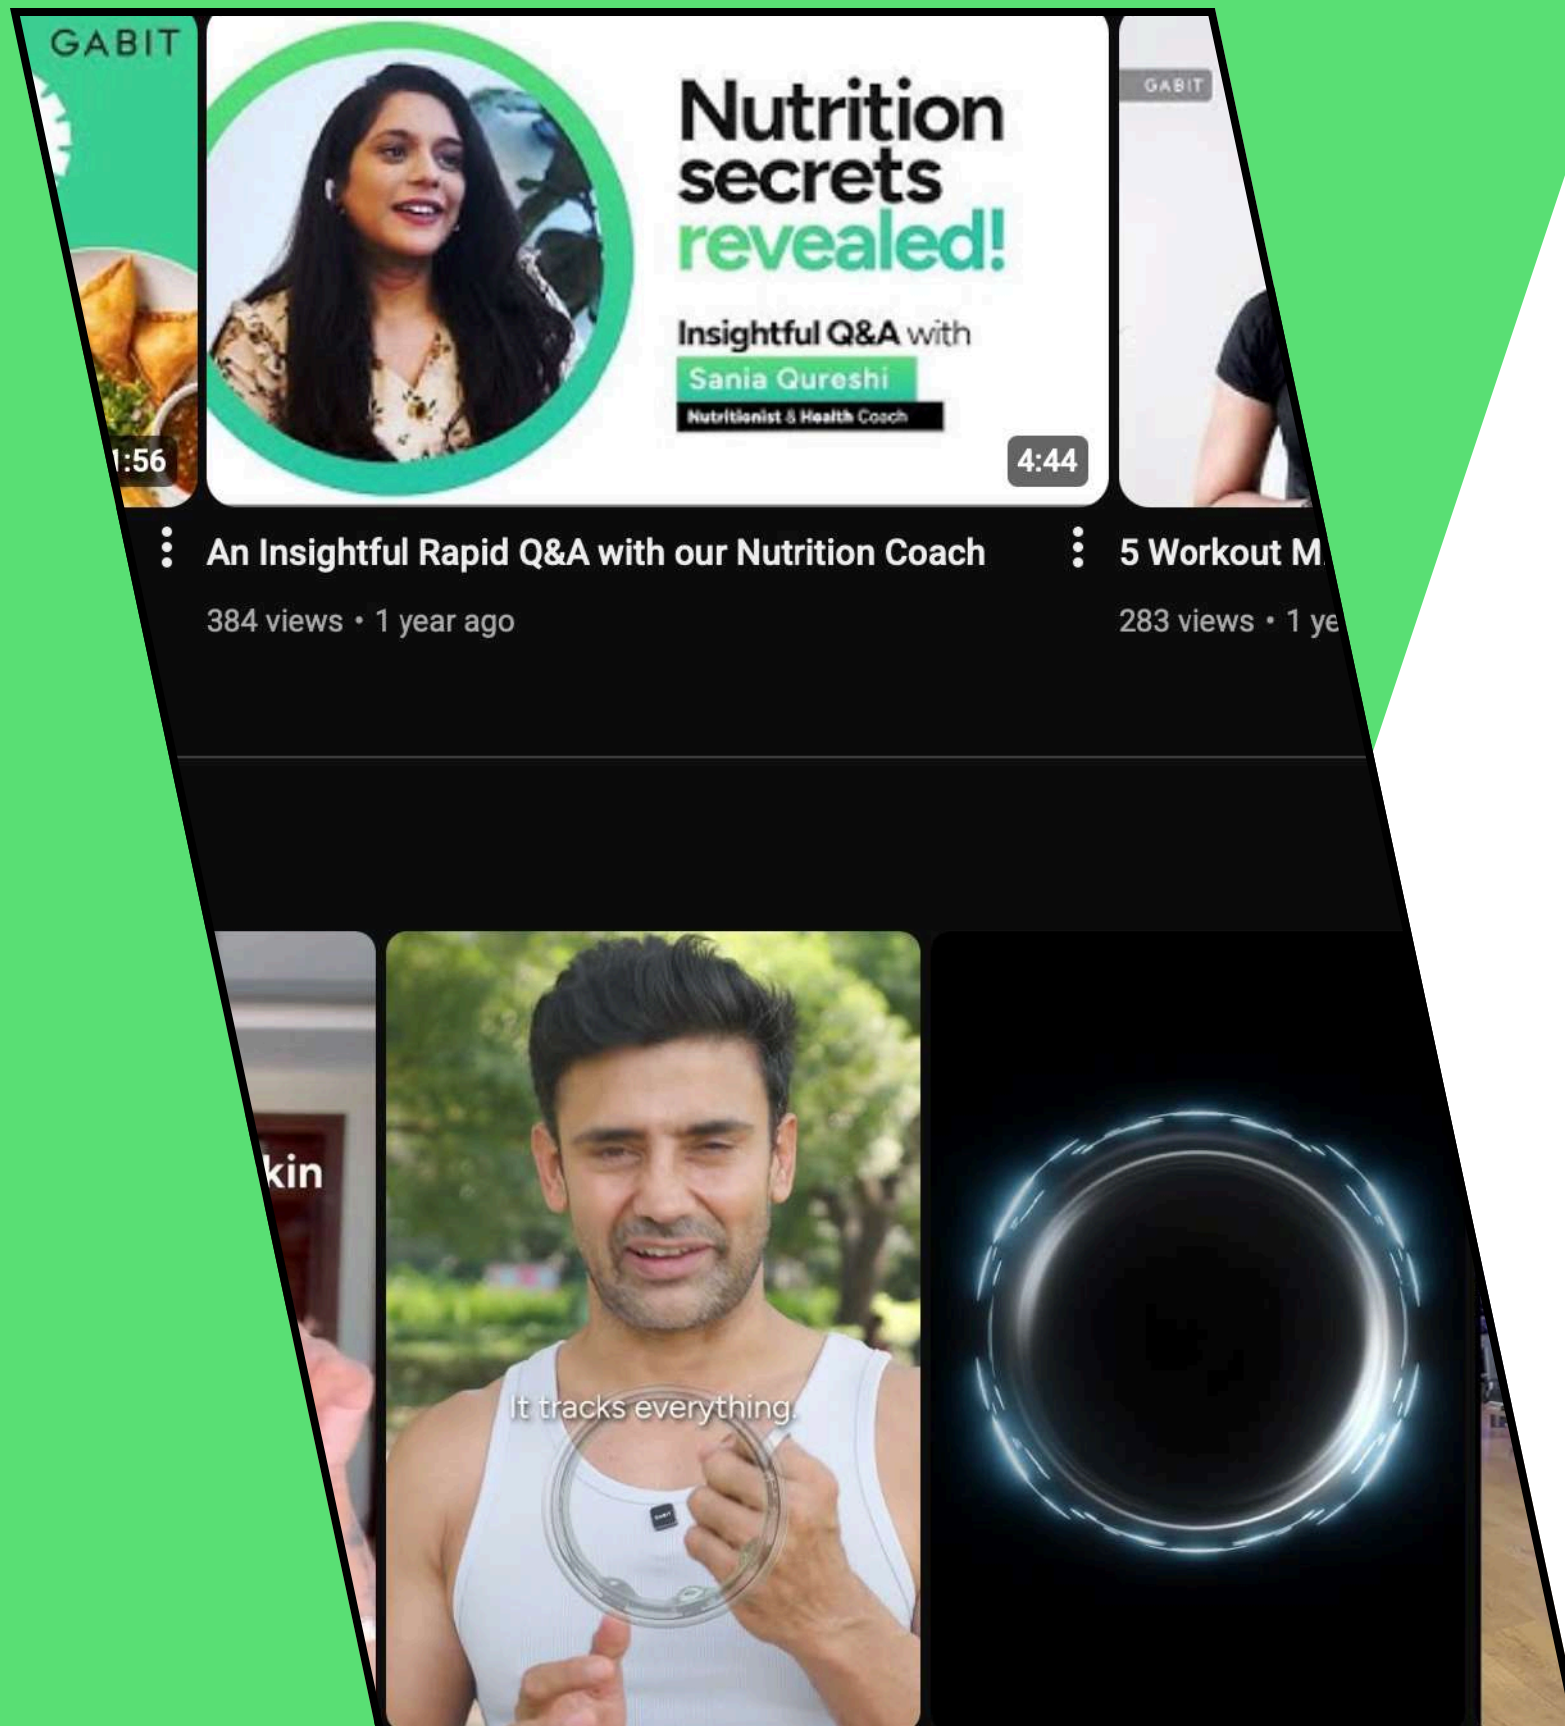 GABIT
Nutrition
secrets
revealed!
Insightful Q&A with
Sania Qureshi
Nutritionist & Health Coach
GABIT
1:56
4:44
An Insightful Rapid Q&A with our Nutrition Coach
5 Workout M
384 views • 1 year ago
283 views • 1 ye
kin
It tracks everything.
GABIT